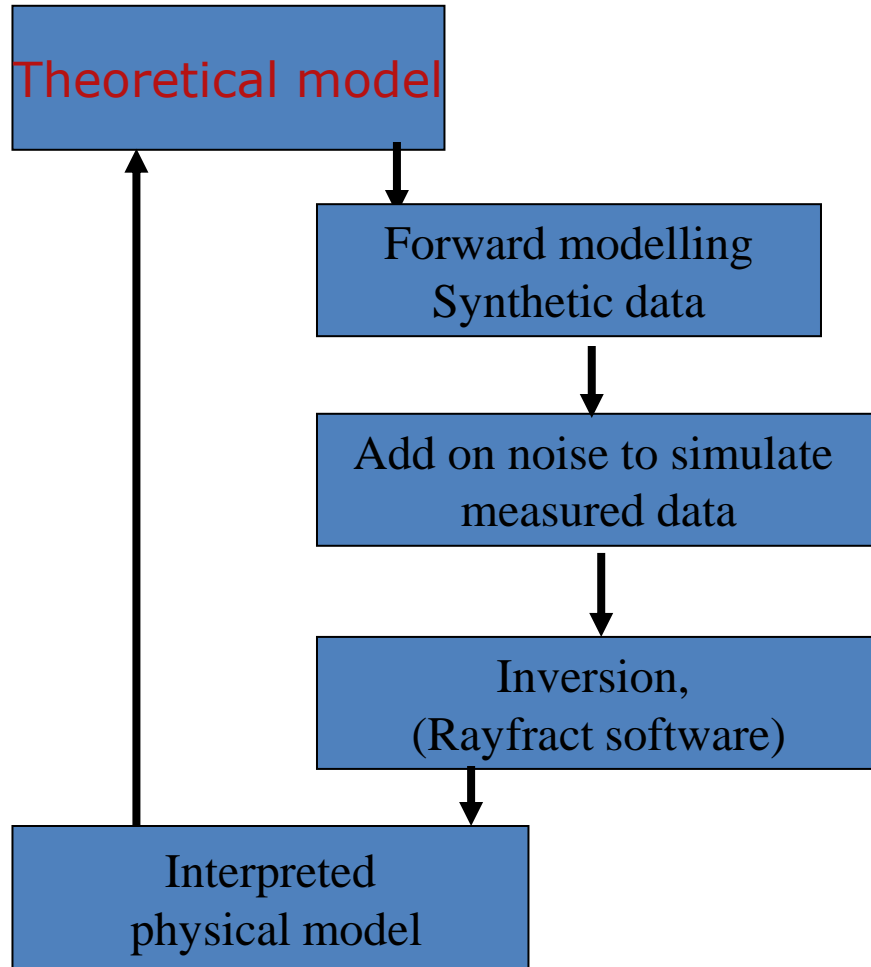 Theoretical model
Forward modelling
Synthetic data
Add on noise to simulate
measured data
Inversion,
(Rayfract software)
Interpreted
physical model